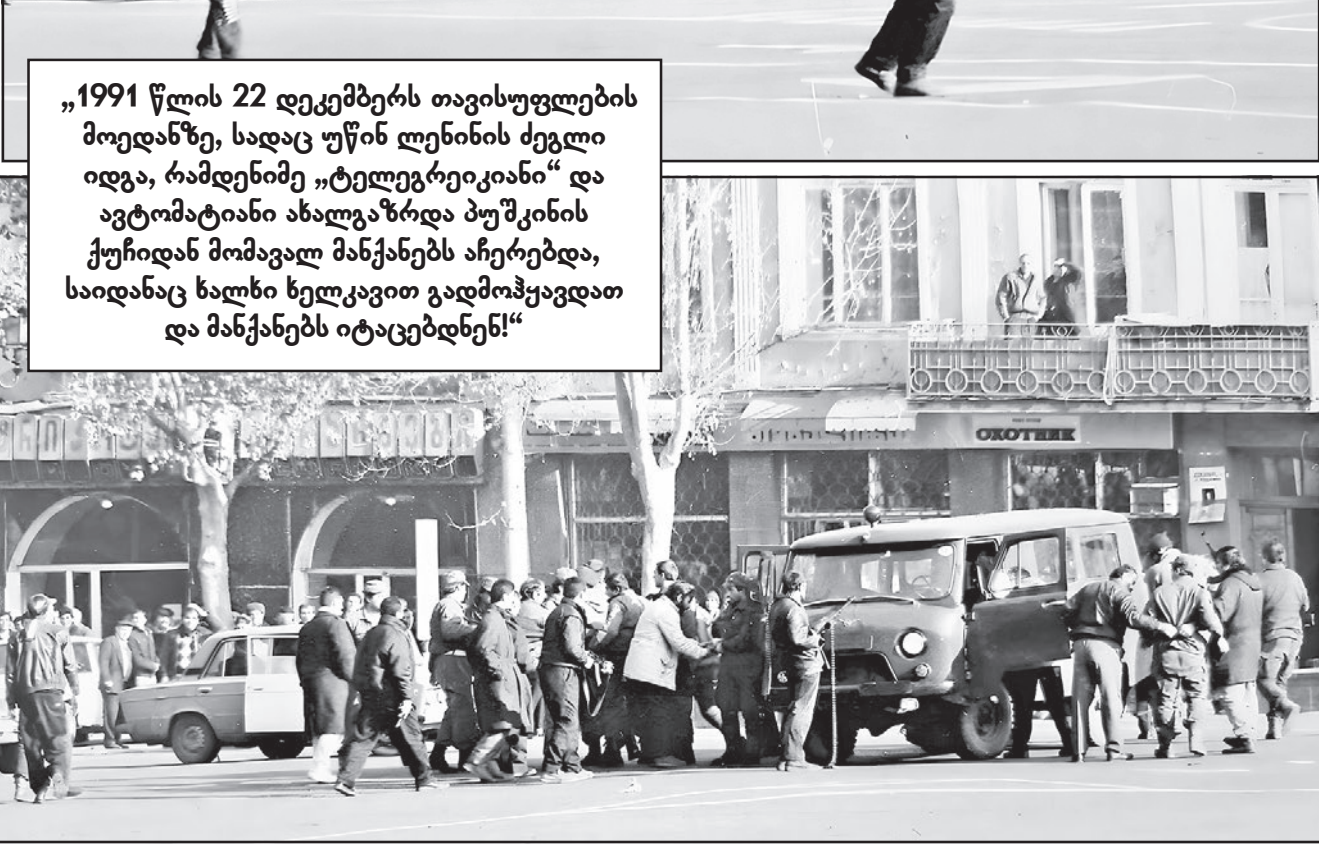 „1991 წლის 22 დეკემბერს თავისუფლების
მოედანზე, სადაც უწინ ლენინის ძეგლი
იდგა, რამდენიმე „ტელეგრეიკიანი“ და
ავტომატიანი ახალგაზრდა პუშკინის
ქუჩიდან მომავალ მანქანებს აჩერებდა,
საიდანაც ხალხი ხელკავით გადმოჰყავდათ
და მანქანებს იტაცებდნენ!“
ОХОТНИК